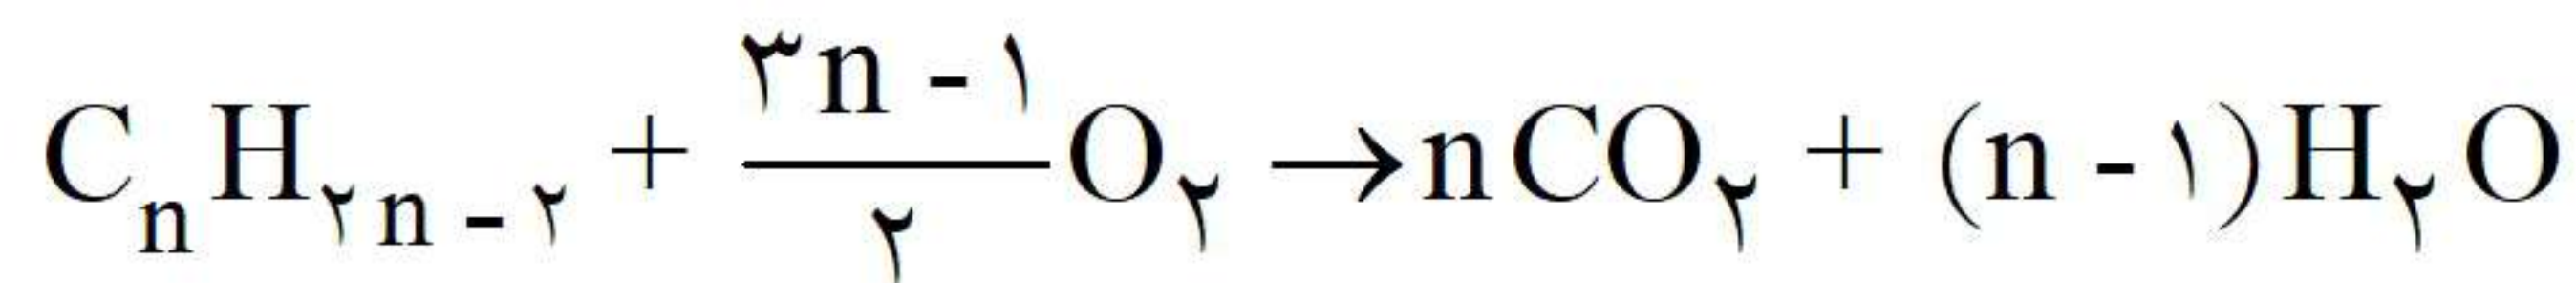 CₙH₂ₙ₋₂ + (۳n - ۱)/۲ O₂ → nCO₂ + (n - ۱)H₂O